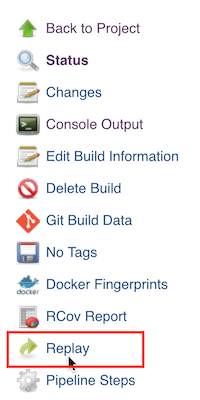 Back to Project
Status
Changes
Console Output
Edit Build Information
Delete Build
Git Build Data
No Tags
docker
Docker Fingerprints
RCov Report
Replay
Pipeline Steps